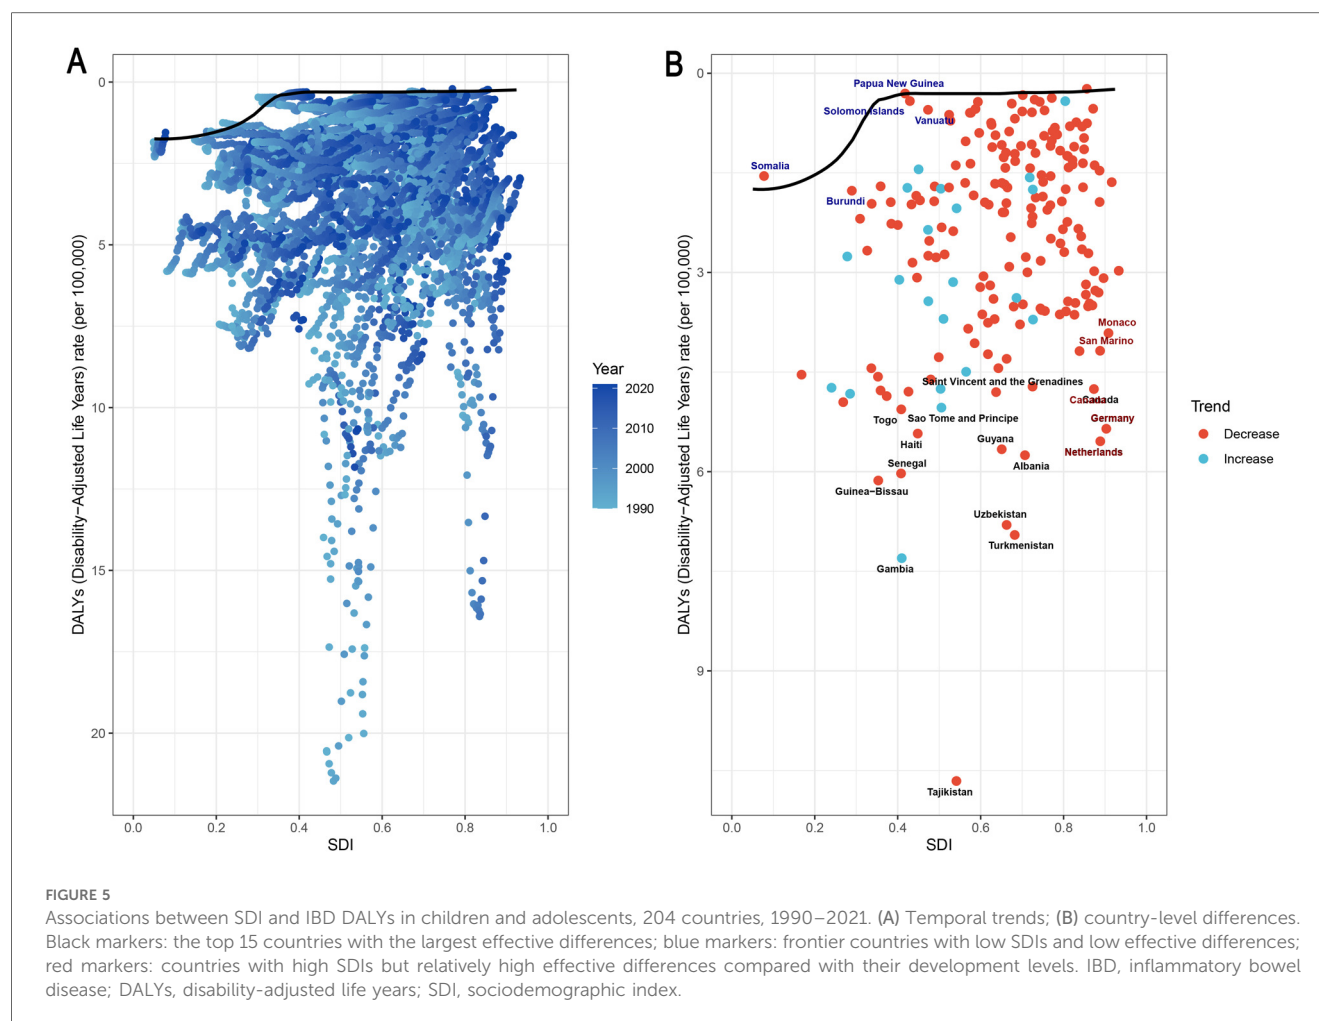 A
0
5
10
15
20
0.0
0.2
0.4
0.6
0.8
1.0
SDI
DALYs (Disability−Adjusted Life Years) rate (per 100,000)
Year
2020
2010
2000
1990
B
0
3
6
9
0.0
0.2
0.4
0.6
0.8
1.0
SDI
DALYs (Disability−Adjusted Life Years) rate (per 100,000)
Papua New Guinea
Solomon Islands
Vanuatu
Somalia
Burundi
Monaco
San Marino
Saint Vincent and the Grenadines
Canada
Canada
Togo
Sao Tome and Principe
Germany
Haiti
Guyana
Netherlands
Senegal
Albania
Guinea−Bissau
Uzbekistan
Turkmenistan
Gambia
Tajikistan
Trend
Decrease
Increase
FIGURE 5
Associations between SDI and IBD DALYs in children and adolescents, 204 countries, 1990–2021. (A) Temporal trends; (B) country-level differences.
Black markers: the top 15 countries with the largest effective differences; blue markers: frontier countries with low SDIs and low effective differences;
red markers: countries with high SDIs but relatively high effective differences compared with their development levels. IBD, inflammatory bowel
disease; DALYs, disability-adjusted life years; SDI, sociodemographic index.